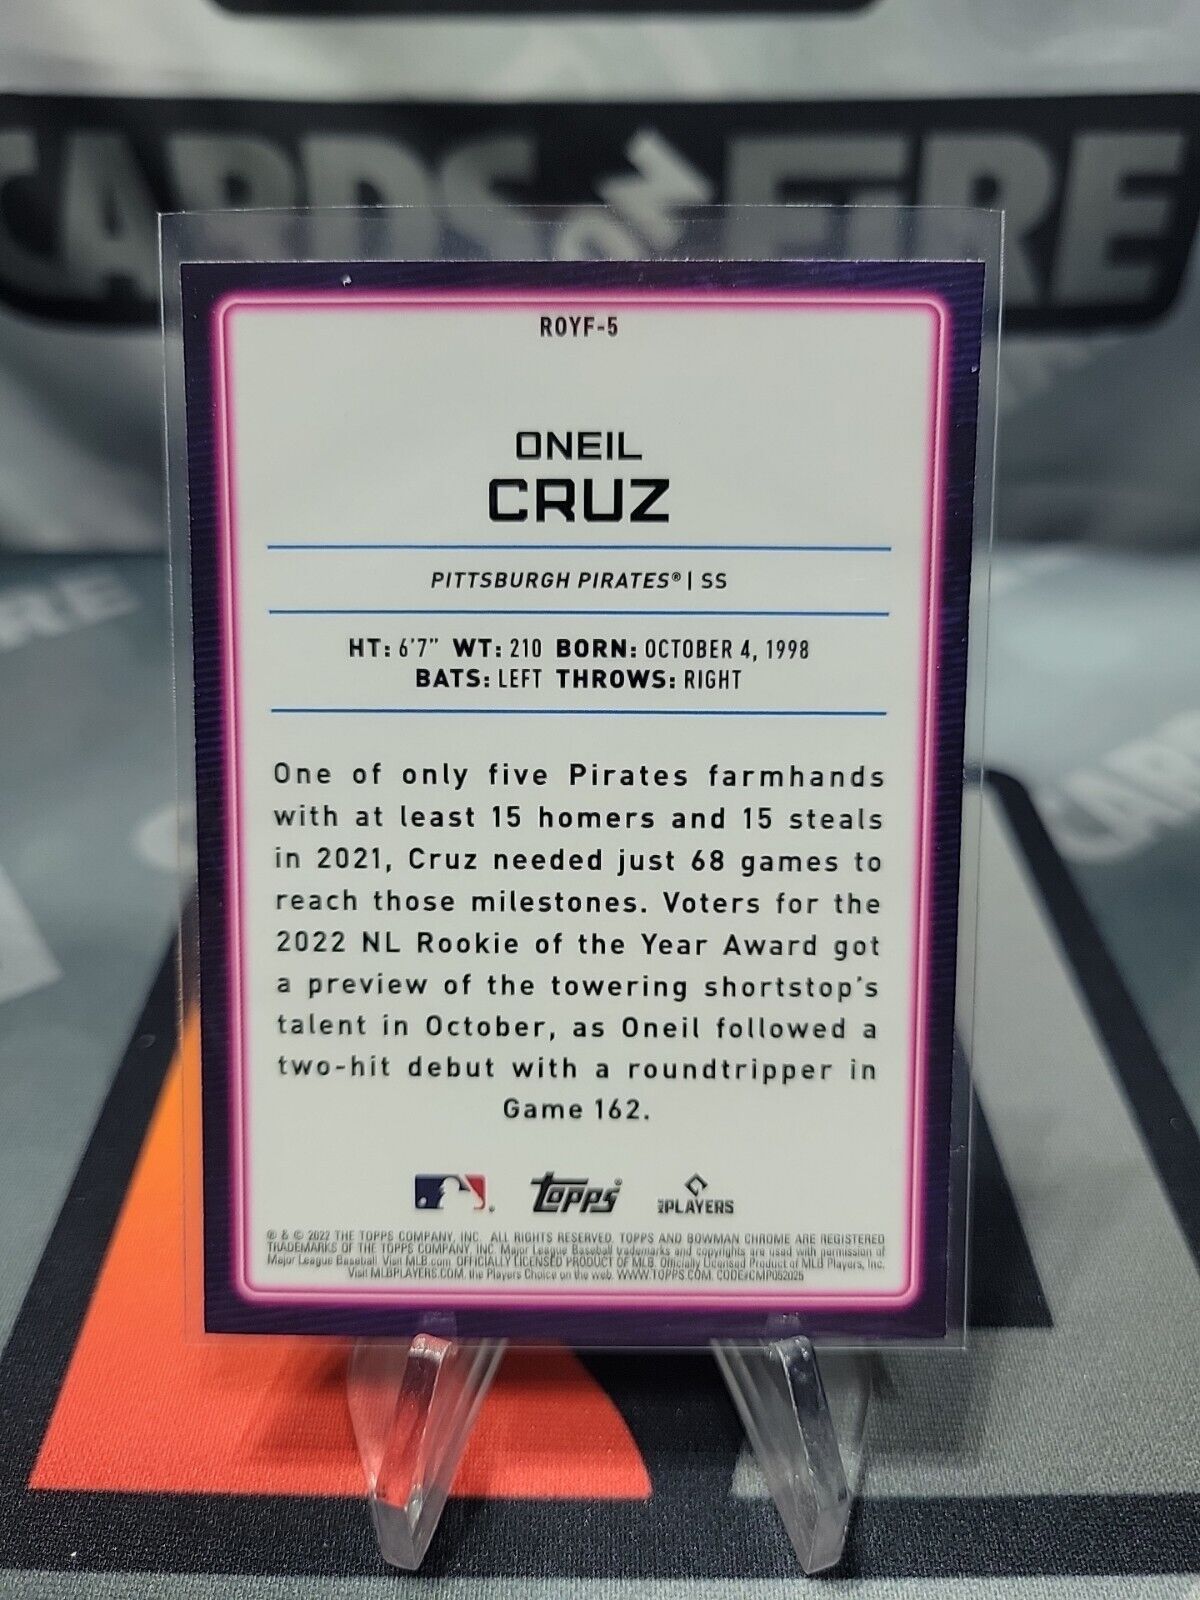 CARDS ON FIRE
ROYF-5
ONEIL
CRUZ
PITTSBURGH PIRATES® | SS
HT: 6'7" WT: 210 BORN: OCTOBER 4, 1998
BATS: LEFT THROWS: RIGHT
One of only five Pirates farmhands
with at least 15 homers and 15 steals
in 2021, Cruz needed just 68 games to
reach those milestones. Voters for the
2022 NL Rookie of the Year Award got
a preview of the towering shortstop's
talent in October, as Oneil followed a
two-hit debut with a roundtripper in
Game 162.
topps® PLAYERS
® & © 2022 THE TOPPS COMPANY, INC. ALL RIGHTS RESERVED. TOPPS AND BOWMAN CHROME ARE REGISTERED
TRADEMARKS OF THE TOPPS COMPANY, INC. Major League Baseball trademarks and copyrights are used with permission of
Major League Baseball. Visit MLB.com. OFFICIALLY LICENSED PRODUCT OF MLB Officially Licensed Product of MLB Players, Inc.
Visit MLBPLAYERS.COM, the Players Choice on the web. WWW.TOPPS.COM. CODE#CMP052025
RE
CARDS